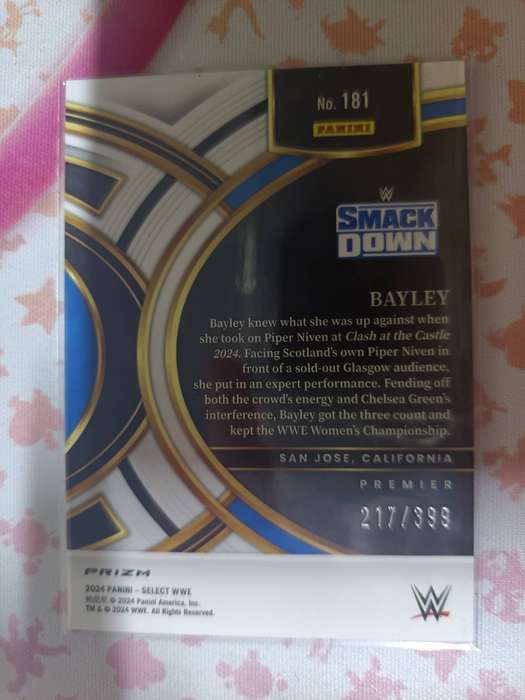 No. 181
PANINI
W
SMACK
DOWN
BAYLEY
Bayley knew what she was up against when
she took on Piper Niven at Clash at the Castle
2024. Facing Scotland's own Piper Niven in
front of a sold-out Glasgow audience,
she put in an expert performance. Fending off
both the crowd's energy and Chelsea Green's
interference, Bayley got the three count and
kept the WWE Women's Championship.
SAN JOSE, CALIFORNIA
PREMIER
217/399
PRIZM
2024 PANINI – SELECT WWE
帕尼尼 © 2024 Panini America, Inc.
TM & © 2024 WWE. All Rights Reserved.
W